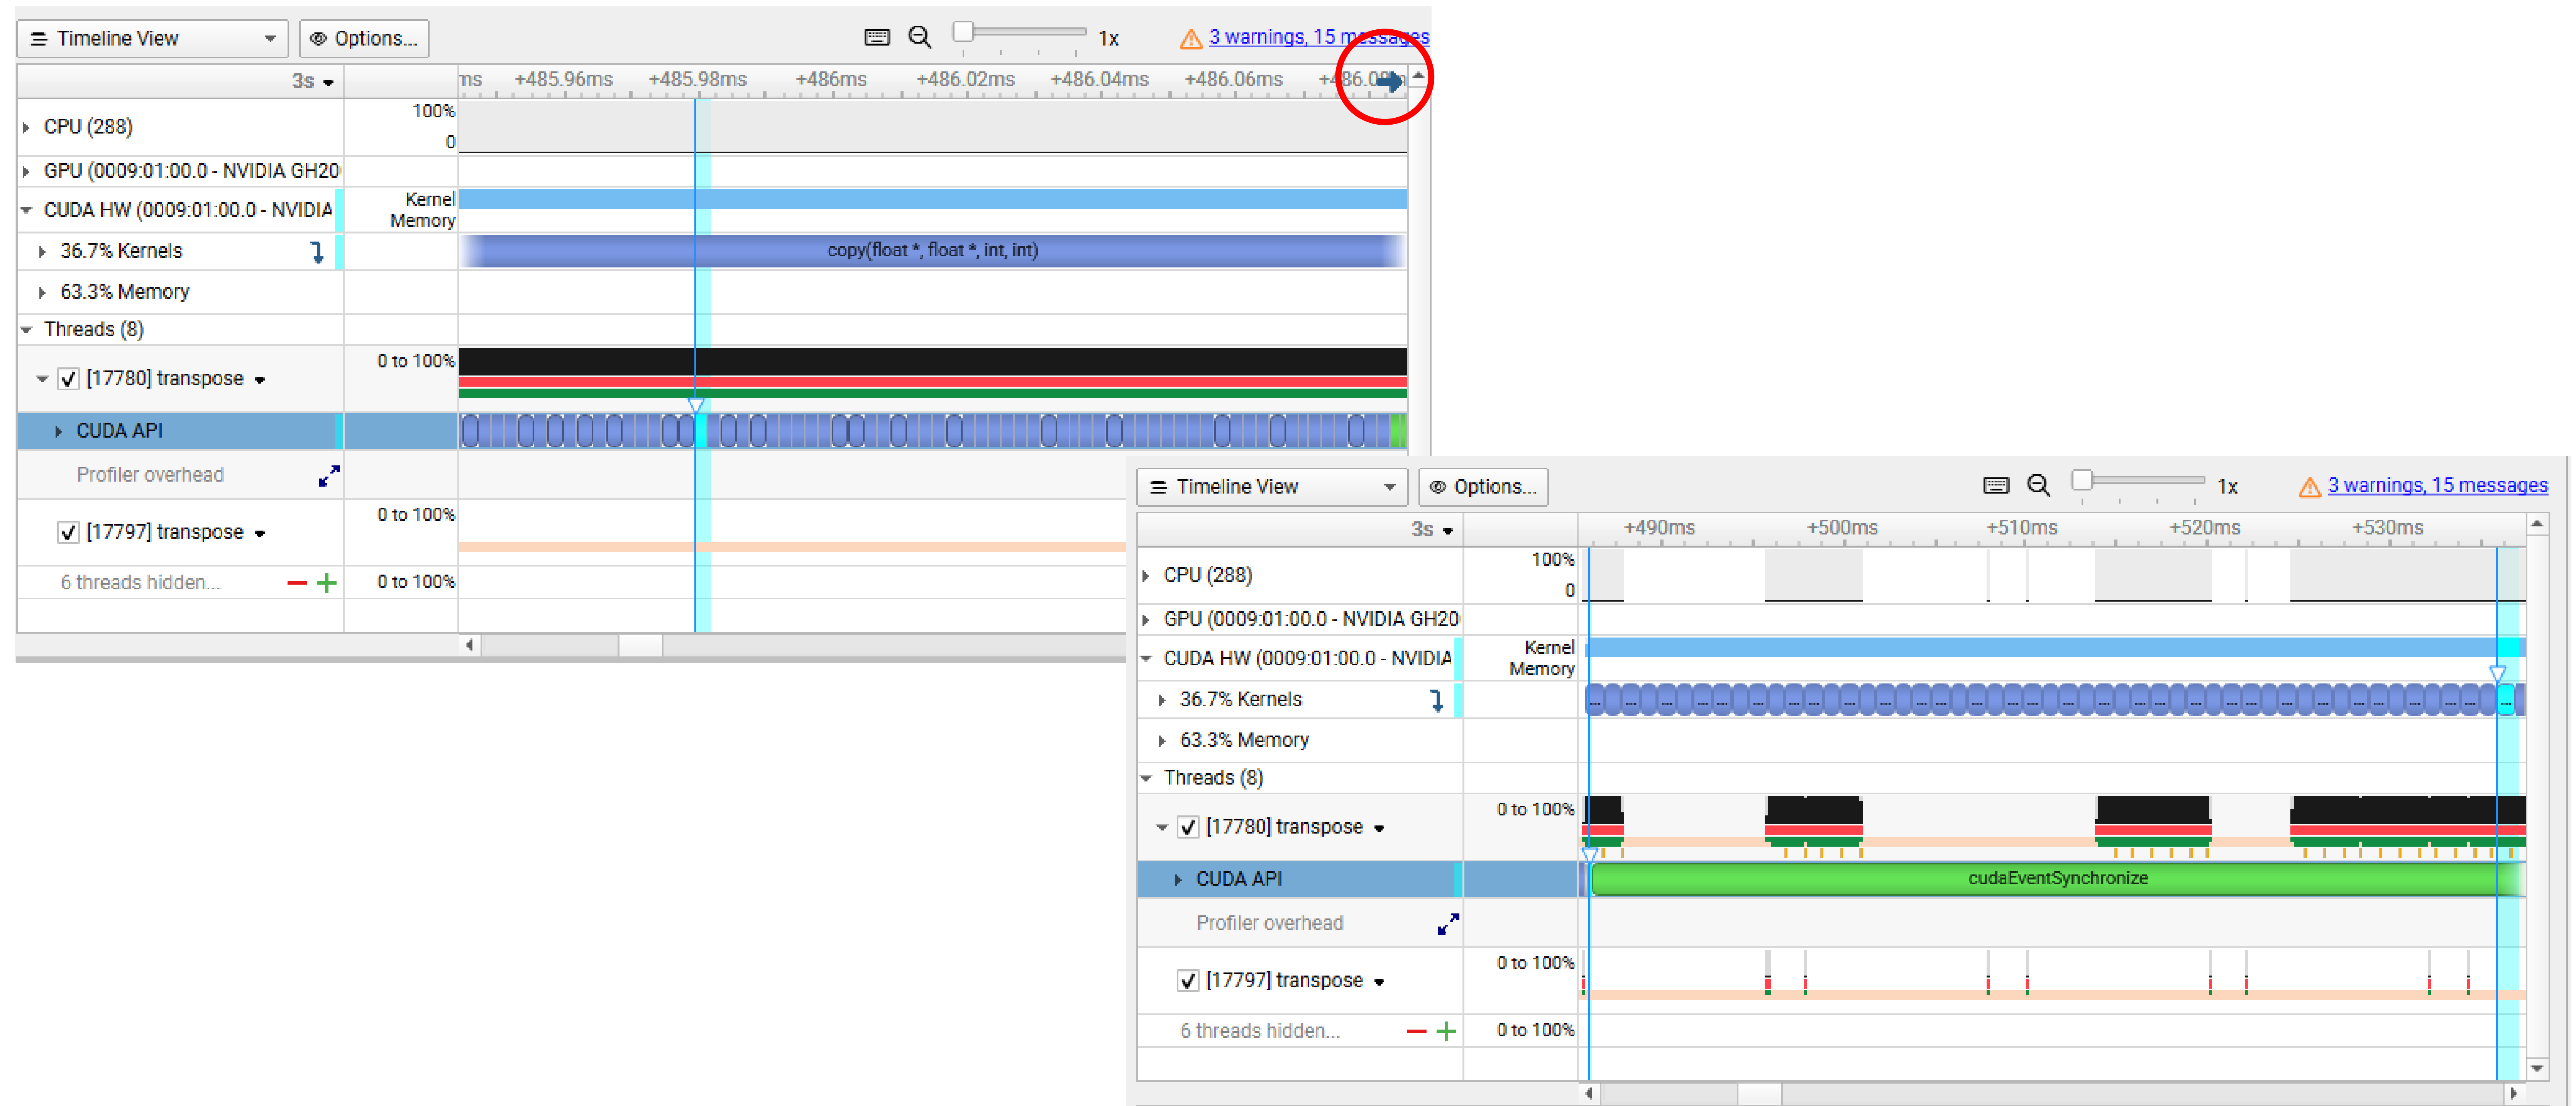 Timeline View
Options...
1x
3 warnings, 15 messages
3s
ms +485.96ms +485.98ms +486ms +486.02ms +486.04ms +486.06ms
CPU (288)
100%
0
GPU (0009:01:00.0 - NVIDIA GH20
CUDA HW (0009:01:00.0 - NVIDIA
Kernel
Memory
36.7% Kernels
copy(float *, float *, int, int)
63.3% Memory
Threads (8)
[17780] transpose
0 to 100%
CUDA API
Profiler overhead
[17797] transpose
0 to 100%
6 threads hidden...
0 to 100%
Timeline View
Options...
1x
3 warnings, 15 messages
3s
+490ms +500ms +510ms +520ms +530ms
CPU (288)
100%
0
GPU (0009:01:00.0 - NVIDIA GH20
CUDA HW (0009:01:00.0 - NVIDIA
Kernel
Memory
36.7% Kernels
63.3% Memory
Threads (8)
[17780] transpose
0 to 100%
CUDA API
cudaEventSynchronize
Profiler overhead
[17797] transpose
0 to 100%
6 threads hidden...
0 to 100%